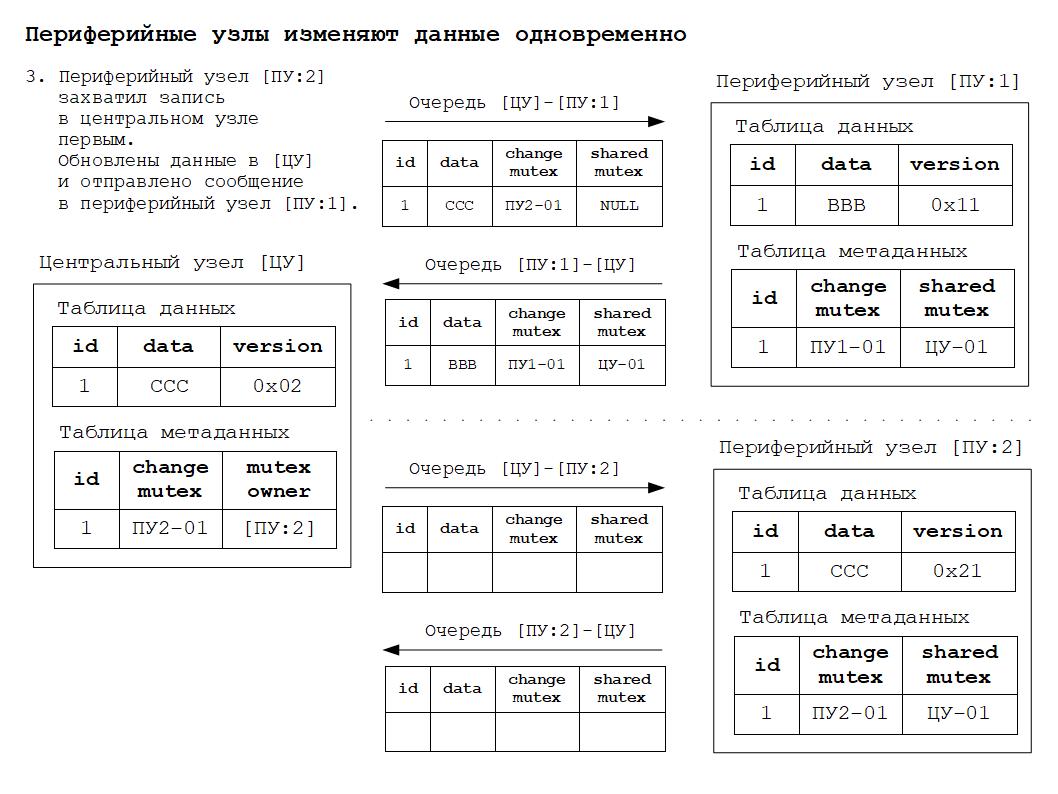 Периферийные узлы изменяют данные одновременно
3. Периферийный узел [ПУ:2]
захватил запись
в центральном узле
первым.
Обновлены данные в [ЦУ]
и отправлено сообщение
в периферийный узел [ПУ:1].
Центральный узел [ЦУ]
Таблица данных
id data version
1 CCC 0x02
Таблица метаданных
id change mutex mutex owner
1 ПУ2-01 [ПУ:2]
Очередь [ЦУ]-[ПУ:1]
id data change mutex shared mutex
1 CCC ПУ2-01 NULL
Очередь [ПУ:1]-[ЦУ]
id data change mutex shared mutex
1 BBB ПУ1-01 ЦУ-01
Периферийный узел [ПУ:1]
Таблица данных
id data version
1 BBB 0x11
Таблица метаданных
id change mutex shared mutex
1 ПУ1-01 ЦУ-01
Очередь [ЦУ]-[ПУ:2]
id data change mutex shared mutex
Очередь [ПУ:2]-[ЦУ]
id data change mutex shared mutex
Периферийный узел [ПУ:2]
Таблица данных
id data version
1 CCC 0x21
Таблица метаданных
id change mutex shared mutex
1 ПУ2-01 ЦУ-01